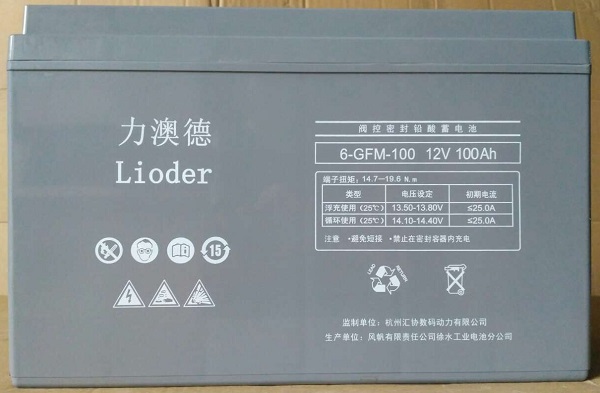 力澳德
Lioder
阀控密封铅酸蓄电池
6-GFM-100 12V 100Ah
端子扭矩：14.7—19.6 N.m
类型 电压设定 初期电流
浮充使用（25℃） 13.50-13.80V ≤25.0A
循环使用（25℃） 14.10-14.40V ≤25.0A
注意 •避免短接 •禁止在密封容器内充电
15
LEAD RETURN
Pb
监制单位：杭州汇协数码动力有限公司
生产单位：风帆有限责任公司徐水工业电池分公司